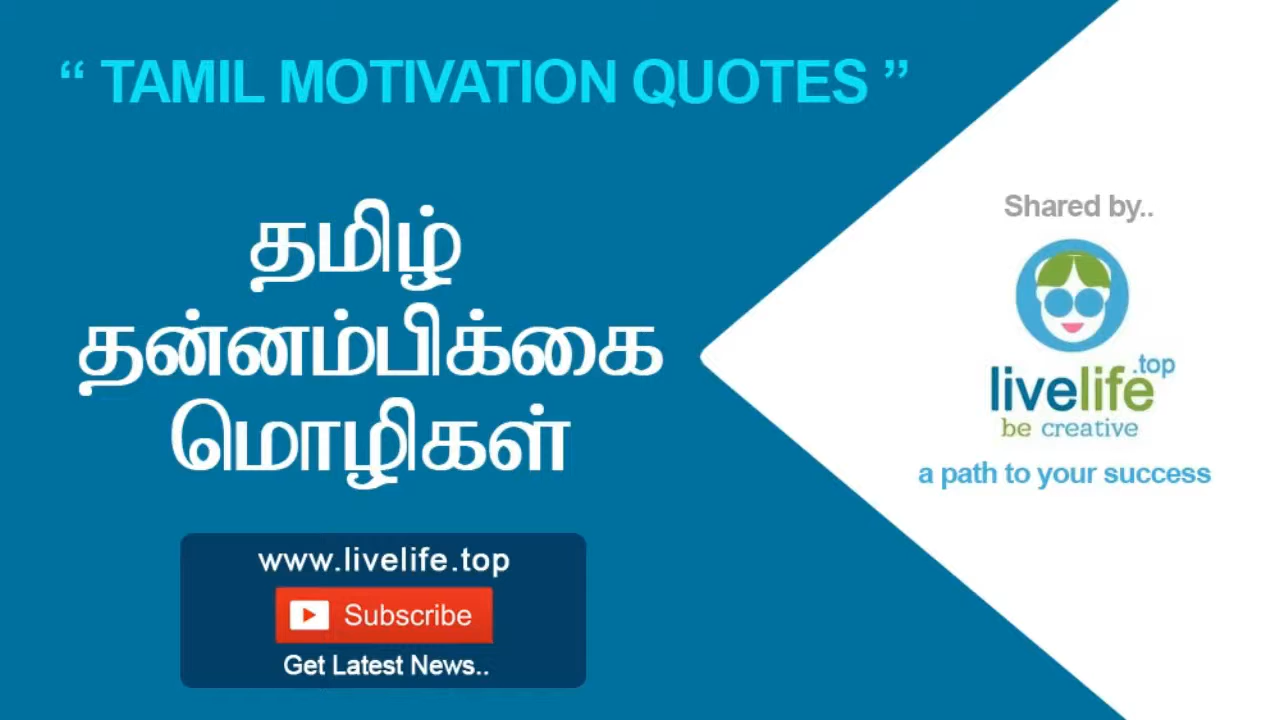 “ TAMIL MOTIVATION QUOTES ”
தமிழ்
தன்னம்பிக்கை
மொழிகள்
www.livelife.top
Subscribe
Get Latest News..
Shared by..
livelife.top
be creative
a path to your success